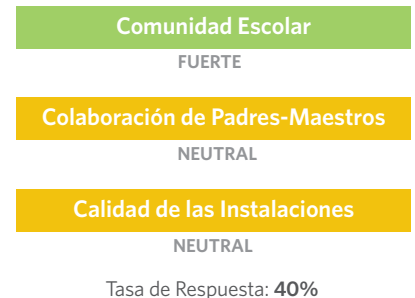 Comunidad Escolar
FUERTE
Colaboración de Padres-Maestros
NEUTRAL
Calidad de las Instalaciones
NEUTRAL
Tasa de Respuesta: 40%